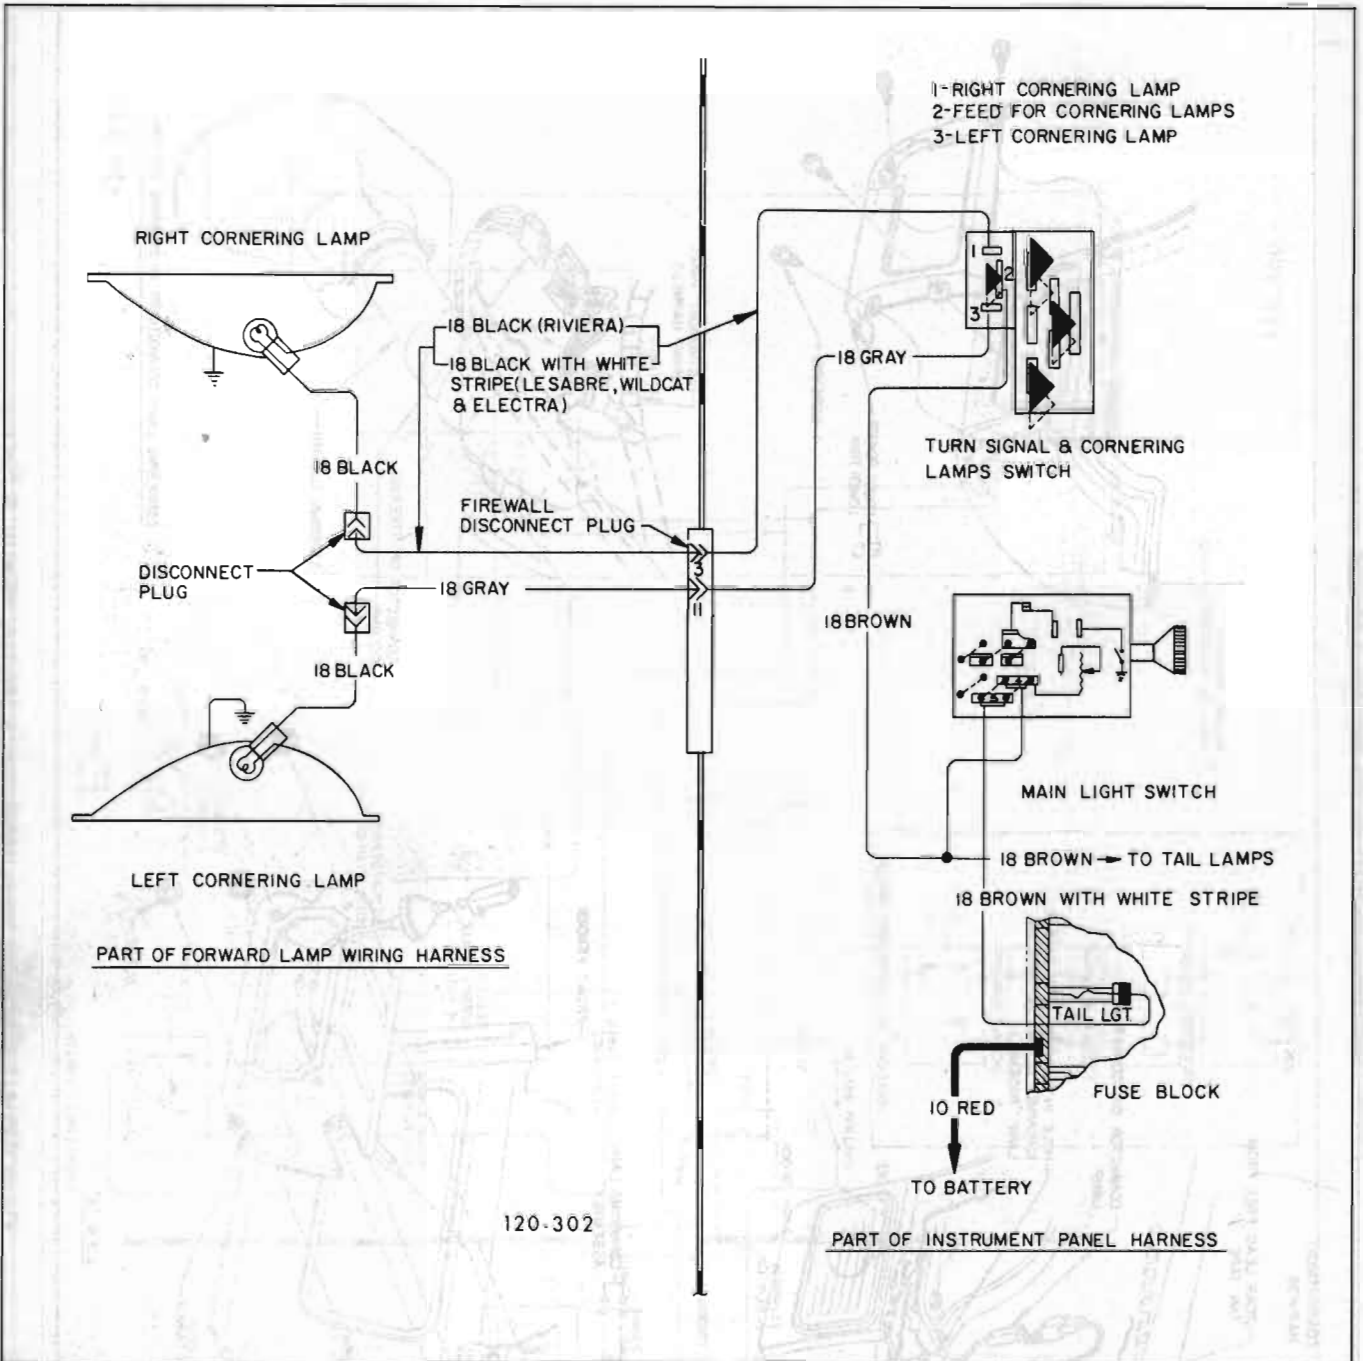 1-RIGHT CORNERING LAMP
2-FEED FOR CORNERING LAMPS
3-LEFT CORNERING LAMP
RIGHT CORNERING LAMP
1
2
3
18 BLACK (RIVIERA)
18 BLACK WITH WHITE
STRIPE(LESABRE, WILDCAT
& ELECTRA)
18 GRAY
TURN SIGNAL & CORNERING
LAMPS SWITCH
18 BLACK
FIREWALL
DISCONNECT PLUG
3
11
DISCONNECT
PLUG
18 GRAY
18 BROWN
18 BLACK
MAIN LIGHT SWITCH
18 BROWN → TO TAIL LAMPS
LEFT CORNERING LAMP
18 BROWN WITH WHITE STRIPE
PART OF FORWARD LAMP WIRING HARNESS
TAIL LGT
FUSE BLOCK
10 RED
TO BATTERY
120-302
PART OF INSTRUMENT PANEL HARNESS